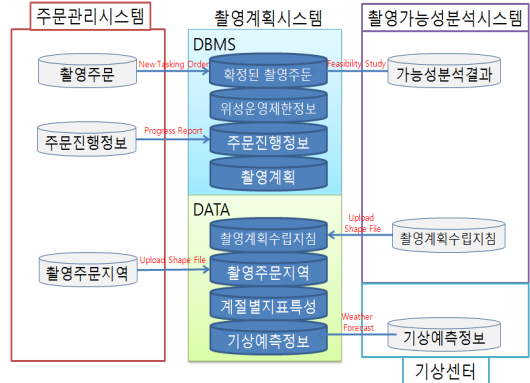 주문관리시스템
촬영계획시스템
촬영가능성분석시스템
DBMS
촬영주문
New Tasking Order
확정된 촬영주문
Feasibility Study
가능성분석결과
위성운영제한정보
주문진행정보
Progress Report
주문진행정보
촬영계획
DATA
촬영계획수립지침
Upload
Shape File
촬영계획수립지침
촬영주문지역
Upload Shape File
촬영주문지역
계절별지표특성
기상예측정보
Weather
Forecast
기상예측정보
기상센터